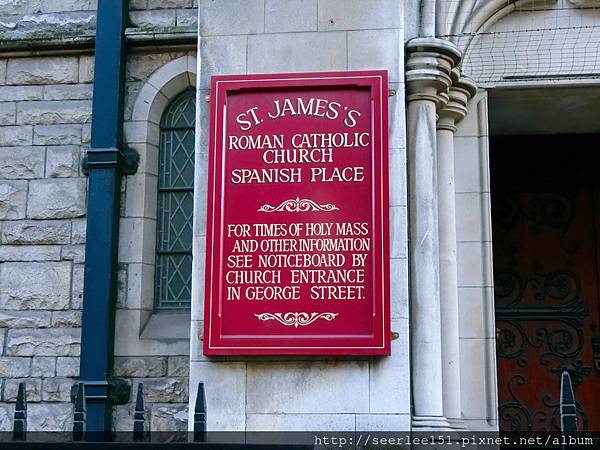 ST. JAMES'S
ROMAN CATHOLIC
CHURCH
SPANISH PLACE
FOR TIMES OF HOLY MASS
AND OTHER INFORMATION
SEE NOTICEBOARD BY
CHURCH ENTRANCE
IN GEORGE STREET.
http://seerlee151.pixnet.net/album